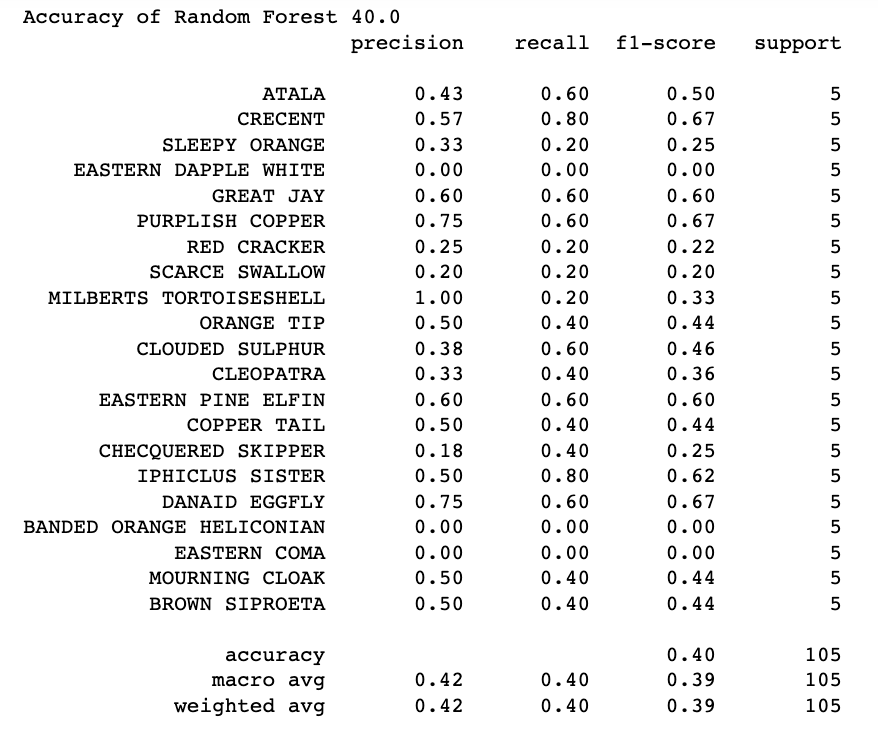 Accuracy of Random Forest 40.0
precision recall f1-score support
ATALA 0.43 0.60 0.50 5
CRECENT 0.57 0.80 0.67 5
SLEEPY ORANGE 0.33 0.20 0.25 5
EASTERN DAPPLE WHITE 0.00 0.00 0.00 5
GREAT JAY 0.60 0.60 0.60 5
PURPLISH COPPER 0.75 0.60 0.67 5
RED CRACKER 0.25 0.20 0.22 5
SCARCE SWALLOW 0.20 0.20 0.20 5
MILBERTS TORTOISESHELL 1.00 0.20 0.33 5
ORANGE TIP 0.50 0.40 0.44 5
CLOUDED SULPHUR 0.38 0.60 0.46 5
CLEOPATRA 0.33 0.40 0.36 5
EASTERN PINE ELFIN 0.60 0.60 0.60 5
COPPER TAIL 0.50 0.40 0.44 5
CHECQUERED SKIPPER 0.18 0.40 0.25 5
IPHICLUS SISTER 0.50 0.80 0.62 5
DANAID EGGFLY 0.75 0.60 0.67 5
BANDED ORANGE HELICONIAN 0.00 0.00 0.00 5
EASTERN COMA 0.00 0.00 0.00 5
MOURNING CLOAK 0.50 0.40 0.44 5
BROWN SIPROETA 0.50 0.40 0.44 5
accuracy 0.40 105
macro avg 0.42 0.40 0.39 105
weighted avg 0.42 0.40 0.39 105